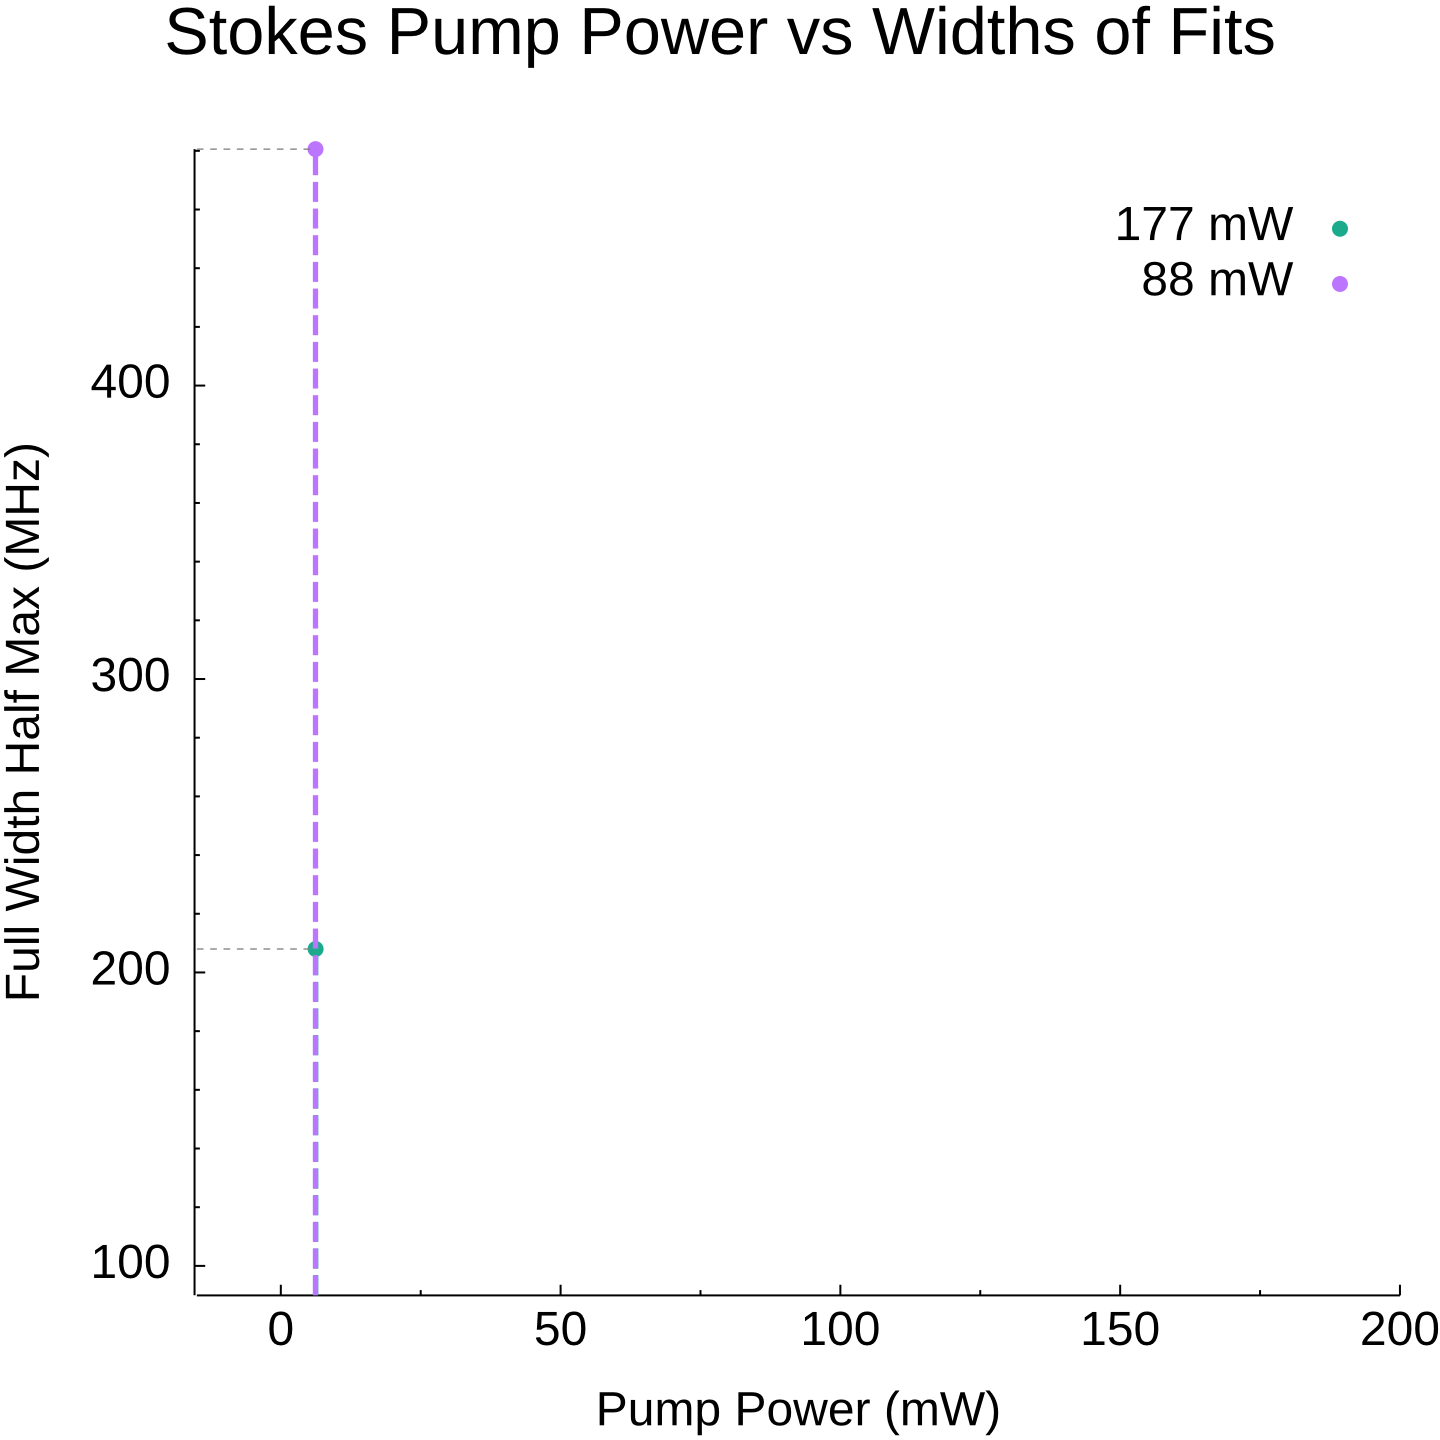 Stokes Pump Power vs Widths of Fits
177 mW
88 mW
Full Width Half Max (MHz)
400
300
200
100
0 50 100 150 200
Pump Power (mW)